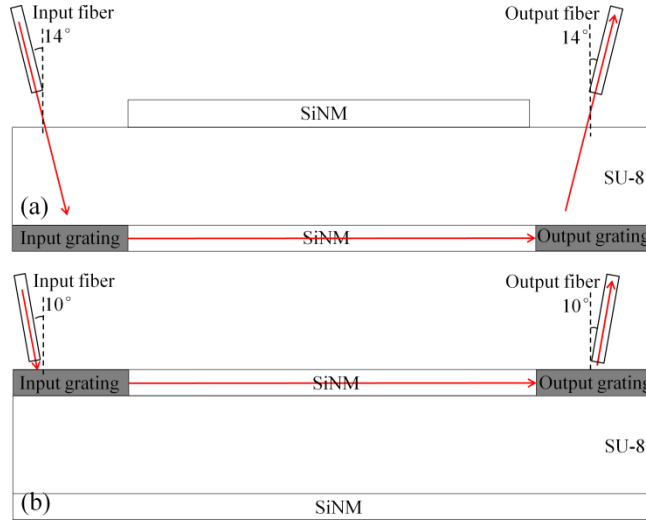 Input fiber
14°
Output fiber
14°
SiNM
SU-8
(a)
Input grating
SiNM
Output grating
Input fiber
10°
Output fiber
10°
Input grating
SiNM
Output grating
SU-8
(b)
SiNM